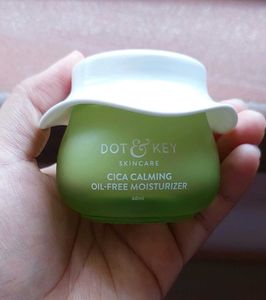 DOT & KEY
SKINCARE
CICA CALMING
OIL-FREE MOISTURIZER
60ml